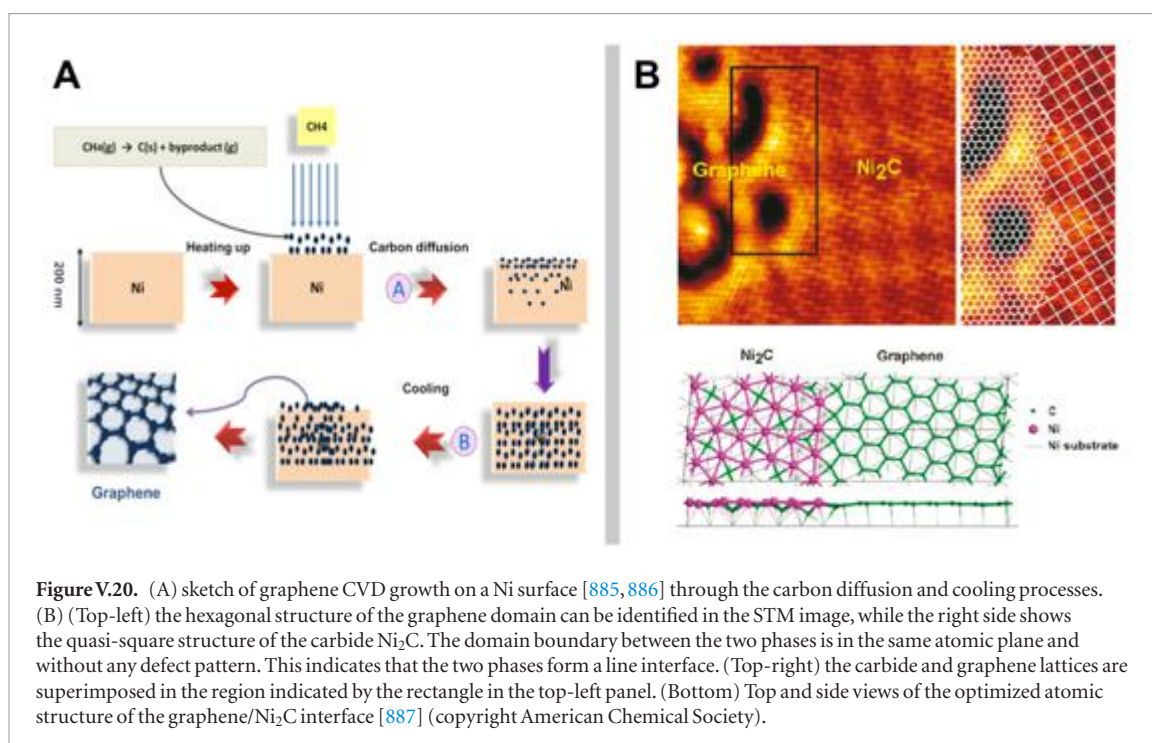 A
CH4
CH₄(g) → C(s) + byproduct (g)
Heating up
Carbon diffusion
200 nm
Ni
Ni
A
Ni
Cooling
B
Graphene
B
Graphene
Ni₂C
Ni₂C
Graphene
C
Ni
Ni substrate
Figure V.20. (A) sketch of graphene CVD growth on a Ni surface [885, 886] through the carbon diffusion and cooling processes.
(B) (Top-left) the hexagonal structure of the graphene domain can be identified in the STM image, while the right side shows
the quasi-square structure of the carbide Ni₂C. The domain boundary between the two phases is in the same atomic plane and
without any defect pattern. This indicates that the two phases form a line interface. (Top-right) the carbide and graphene lattices are
superimposed in the region indicated by the rectangle in the top-left panel. (Bottom) Top and side views of the optimized atomic
structure of the graphene/Ni₂C interface [887] (copyright American Chemical Society).